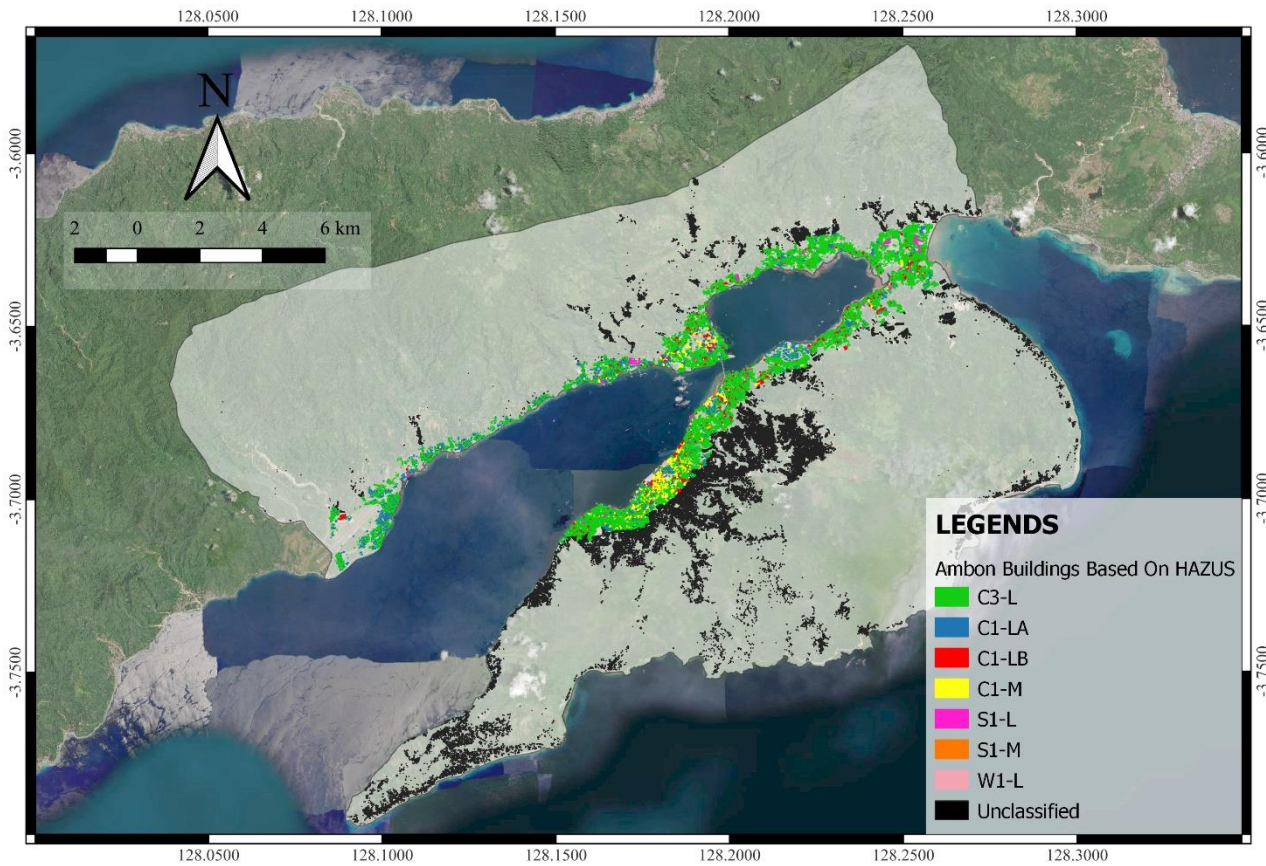 128.0500 128.1000 128.1500 128.2000 128.2500 128.3000
N
2 0 2 4 6 km
-3.6000 -3.6000
-3.6500 -3.6500
-3.7000 -3.7000
-3.7500 -3.7500
LEGENDS
Ambon Buildings Based On HAZUS
C3-L
C1-LA
C1-LB
C1-M
S1-L
S1-M
W1-L
Unclassified
128.0500 128.1000 128.1500 128.2000 128.2500 128.3000